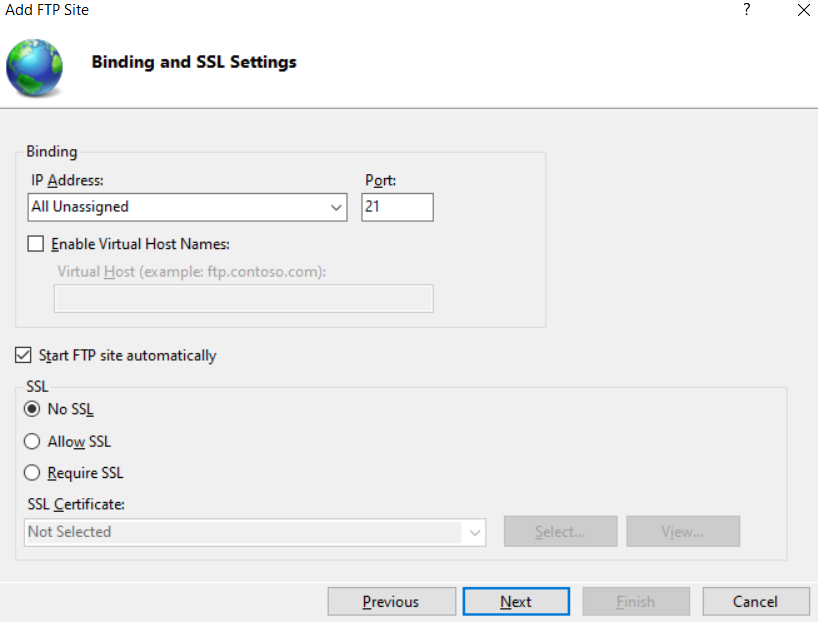 Add FTP Site ?
Binding and SSL Settings
Binding
IP Address: Port:
All Unassigned 21
Enable Virtual Host Names:
Virtual Host (example: ftp.contoso.com):
Start FTP site automatically
SSL
No SSL
Allow SSL
Require SSL
SSL Certificate:
Not Selected Select... View...
Previous Next Finish Cancel